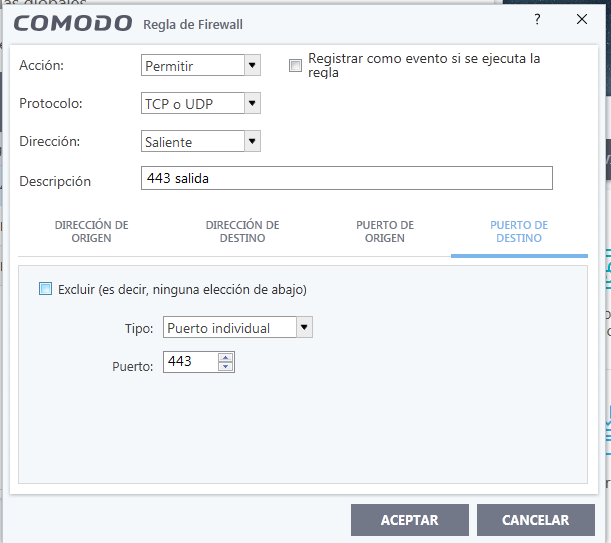 as globales
COMODO Regla de Firewall ?
Acción: Permitir
Registrar como evento si se ejecuta la
regla
Protocolo: TCP o UDP
Dirección: Saliente
Descripción 443 salida
DIRECCIÓN DE
ORIGEN
DIRECCIÓN DE
DESTINO
PUERTO DE
ORIGEN
PUERTO DE
DESTINO
Excluir (es decir, ninguna elección de abajo)
Tipo: Puerto individual
Puerto: 443
ACEPTAR CANCELAR